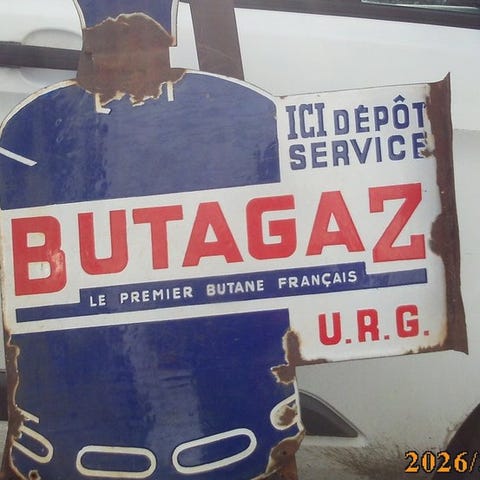 ICI DÉPÔT
SERVICE
BUTAGAZ
LE PREMIER BUTANE FRANÇAIS
U.R.G.
2026/